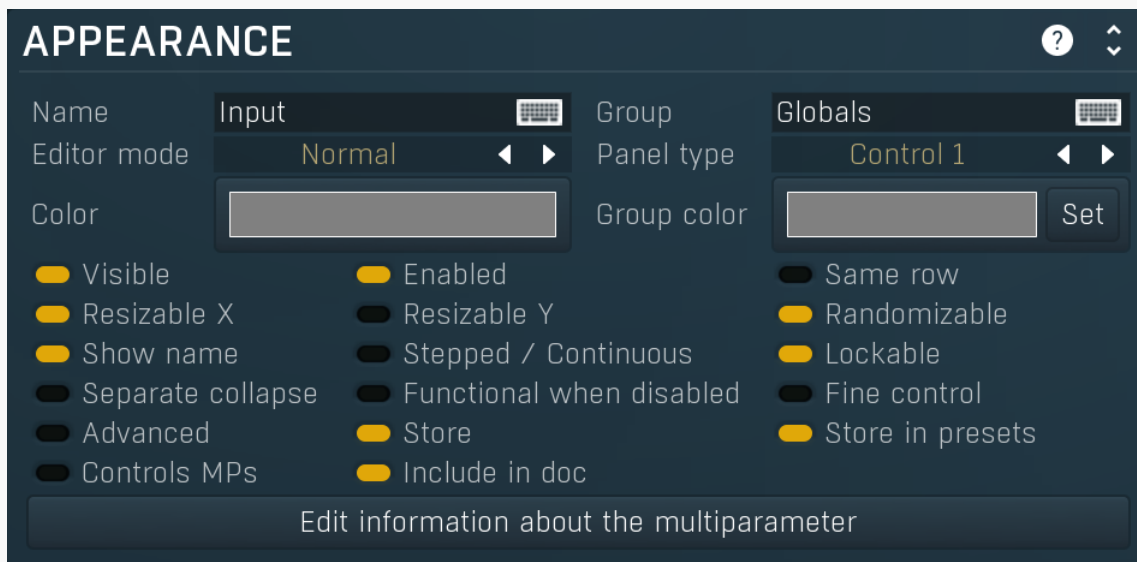 APPEARANCE ?
Name Input Group Globals
Editor mode Normal Panel type Control 1
Color Group color Set
Visible Enabled Same row
Resizable X Resizable Y Randomizable
Show name Stepped / Continuous Lockable
Separate collapse Functional when disabled Fine control
Advanced Store Store in presets
Controls MPs Include in doc
Edit information about the multiparameter